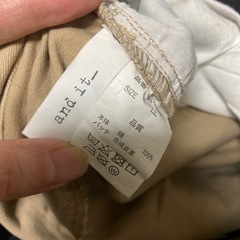 and it_
品番
SIZE
品質
本体 綿 100%
パッチ 合成皮革